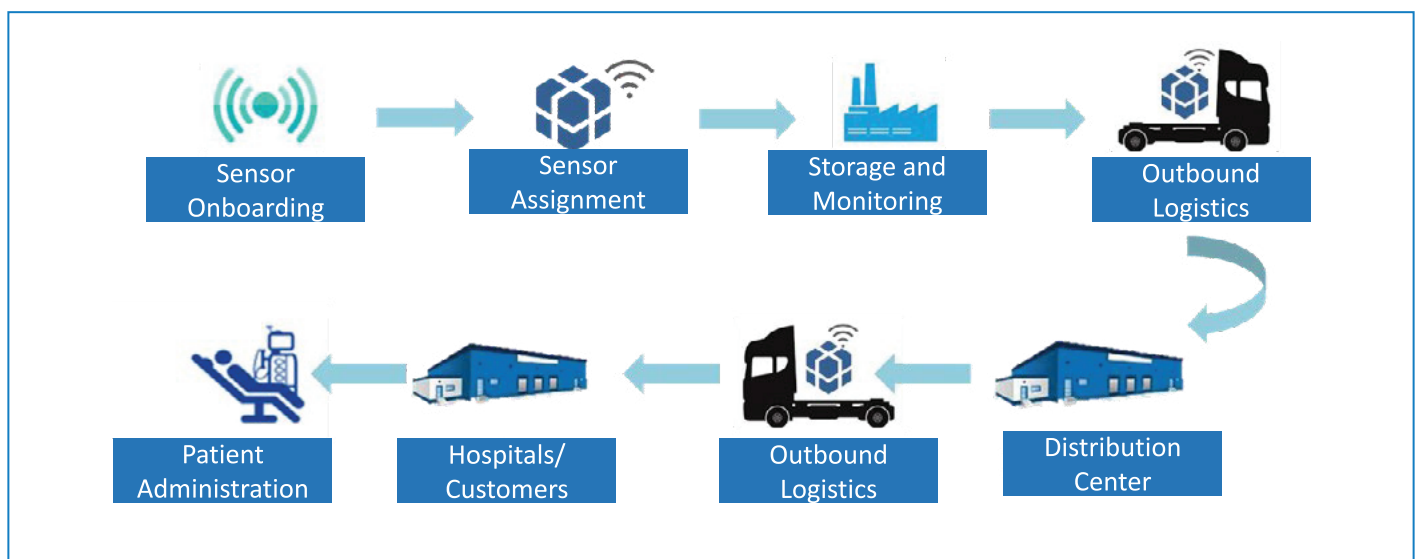 Sensor
Onboarding
Sensor
Assignment
Storage and
Monitoring
Outbound
Logistics
Distribution
Center
Outbound
Logistics
Hospitals/
Customers
Patient
Administration